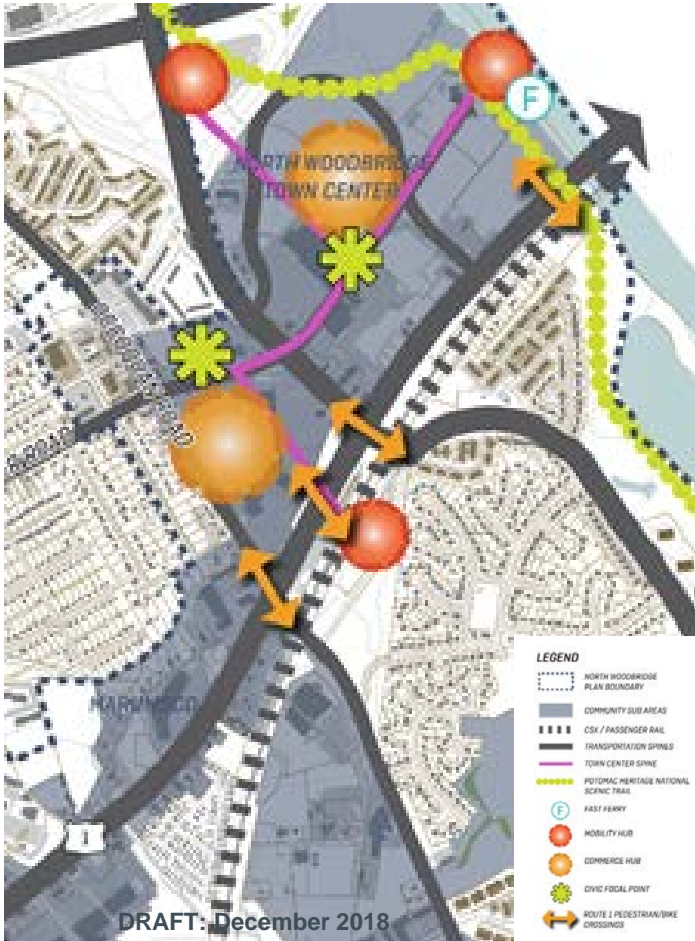 NORTH WOODBRIDGE
TOWN CENTER
F
1
DRAFT: December 2018
LEGEND
NORTH WOODBRIDGE
PLAN BOUNDARY
COMMUNITY SUB AREAS
CSX / PASSENGER RAIL
TRANSPORTATION SPINES
TOWN CENTER SPINE
POTOMAC HERITAGE NATIONAL
SCENIC TRAIL
F
FAST FERRY
MOBILITY HUB
COMMERCE HUB
CIVIC FOCAL POINT
ROUTE 1 PEDESTRIAN/BIKE
CROSSINGS